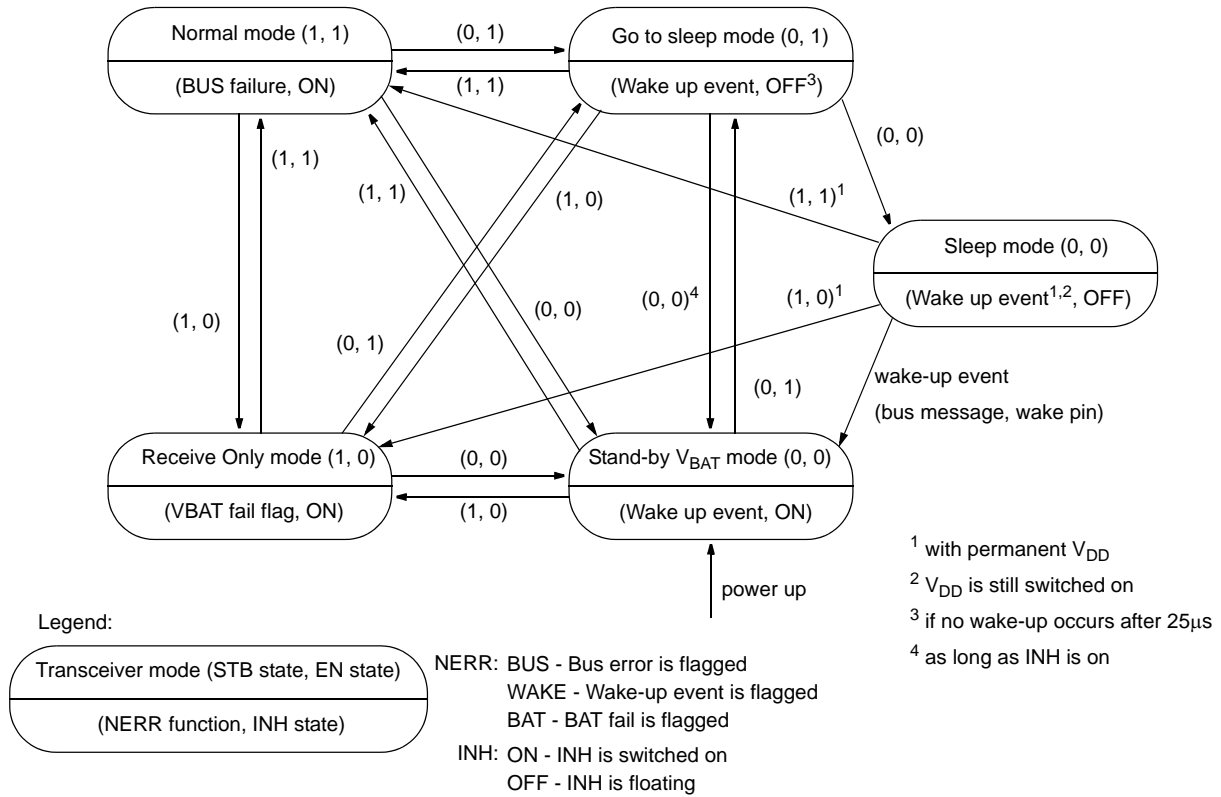 Normal mode (1, 1)
(BUS failure, ON)
(0, 1)
(1, 1)
Go to sleep mode (0, 1)
(Wake up event, OFF³)
(0, 0)
(1, 1)
(1, 1)
(1, 0)
(1, 1)¹
Sleep mode (0, 0)
(Wake up event¹,², OFF)
(1, 0)
(0, 1)
(0, 0)
(0, 0)⁴
(1, 0)¹
(0, 1)
wake-up event
(bus message, wake pin)
Receive Only mode (1, 0)
(VBAT fail flag, ON)
(0, 0)
(1, 0)
Stand-by VBAT mode (0, 0)
(Wake up event, ON)
power up
¹ with permanent VDD
² VDD is still switched on
³ if no wake-up occurs after 25μs
⁴ as long as INH is on
Legend:
Transceiver mode (STB state, EN state)
(NERR function, INH state)
NERR: BUS - Bus error is flagged
WAKE - Wake-up event is flagged
BAT - BAT fail is flagged
INH: ON - INH is switched on
OFF - INH is floating